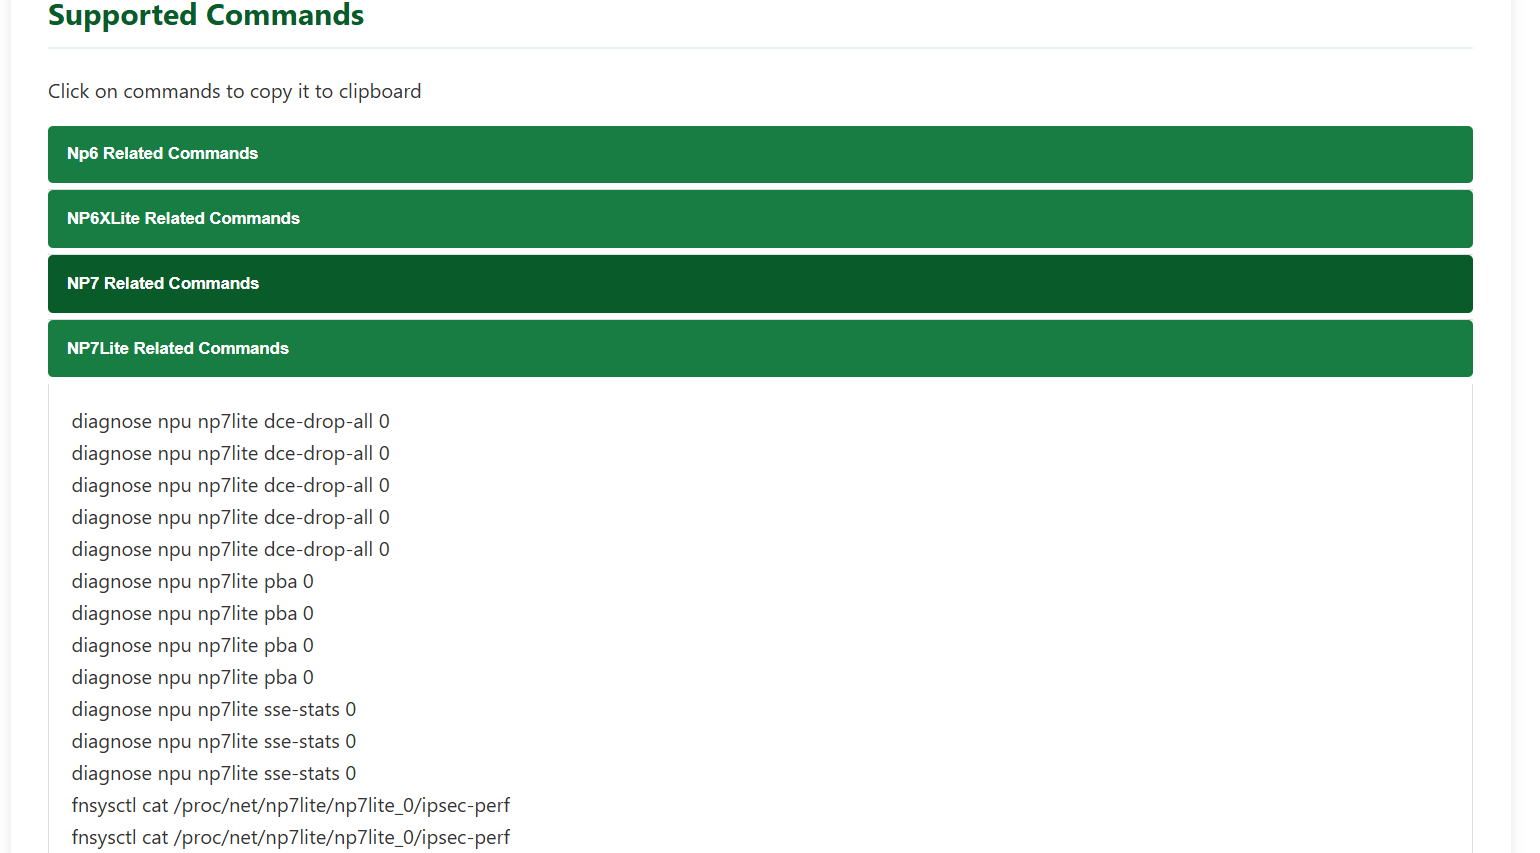 Supported Commands
Click on commands to copy it to clipboard
Np6 Related Commands
NP6XLite Related Commands
NP7 Related Commands
NP7Lite Related Commands
diagnose npu np7lite dce-drop-all 0
diagnose npu np7lite dce-drop-all 0
diagnose npu np7lite dce-drop-all 0
diagnose npu np7lite dce-drop-all 0
diagnose npu np7lite dce-drop-all 0
diagnose npu np7lite pba 0
diagnose npu np7lite pba 0
diagnose npu np7lite pba 0
diagnose npu np7lite pba 0
diagnose npu np7lite sse-stats 0
diagnose npu np7lite sse-stats 0
diagnose npu np7lite sse-stats 0
fnsysctl cat /proc/net/np7lite/np7lite_0/ipsec-perf
fnsysctl cat /proc/net/np7lite/np7lite_0/ipsec-perf